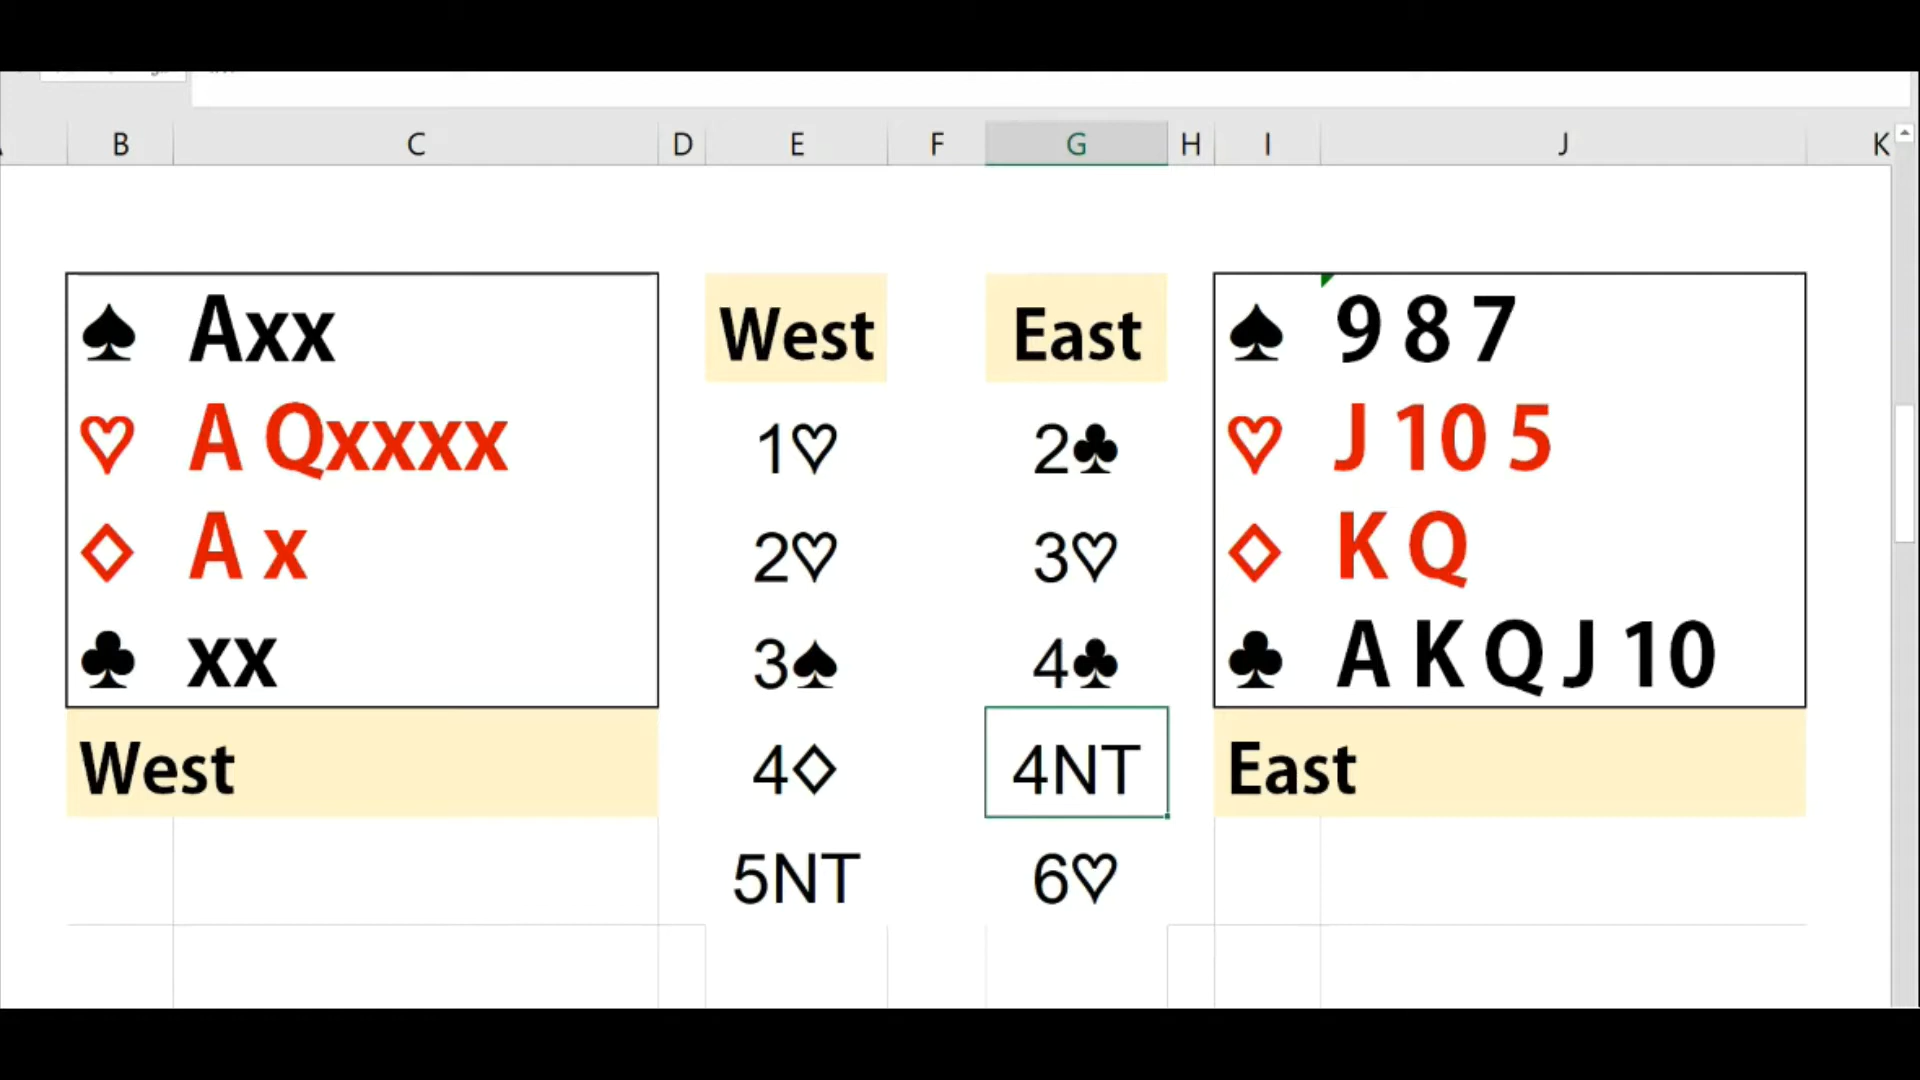 B C D E F G H I J K
♠ Axx West East ♠ 9 8 7
♡ A Qxxxx 1♡ 2♣ ♡ J 10 5
♢ A x 2♡ 3♡ ♢ K Q
♣ xx 3♠ 4♣ ♣ A K Q J 10
West 4♢ 4NT East
5NT 6♡